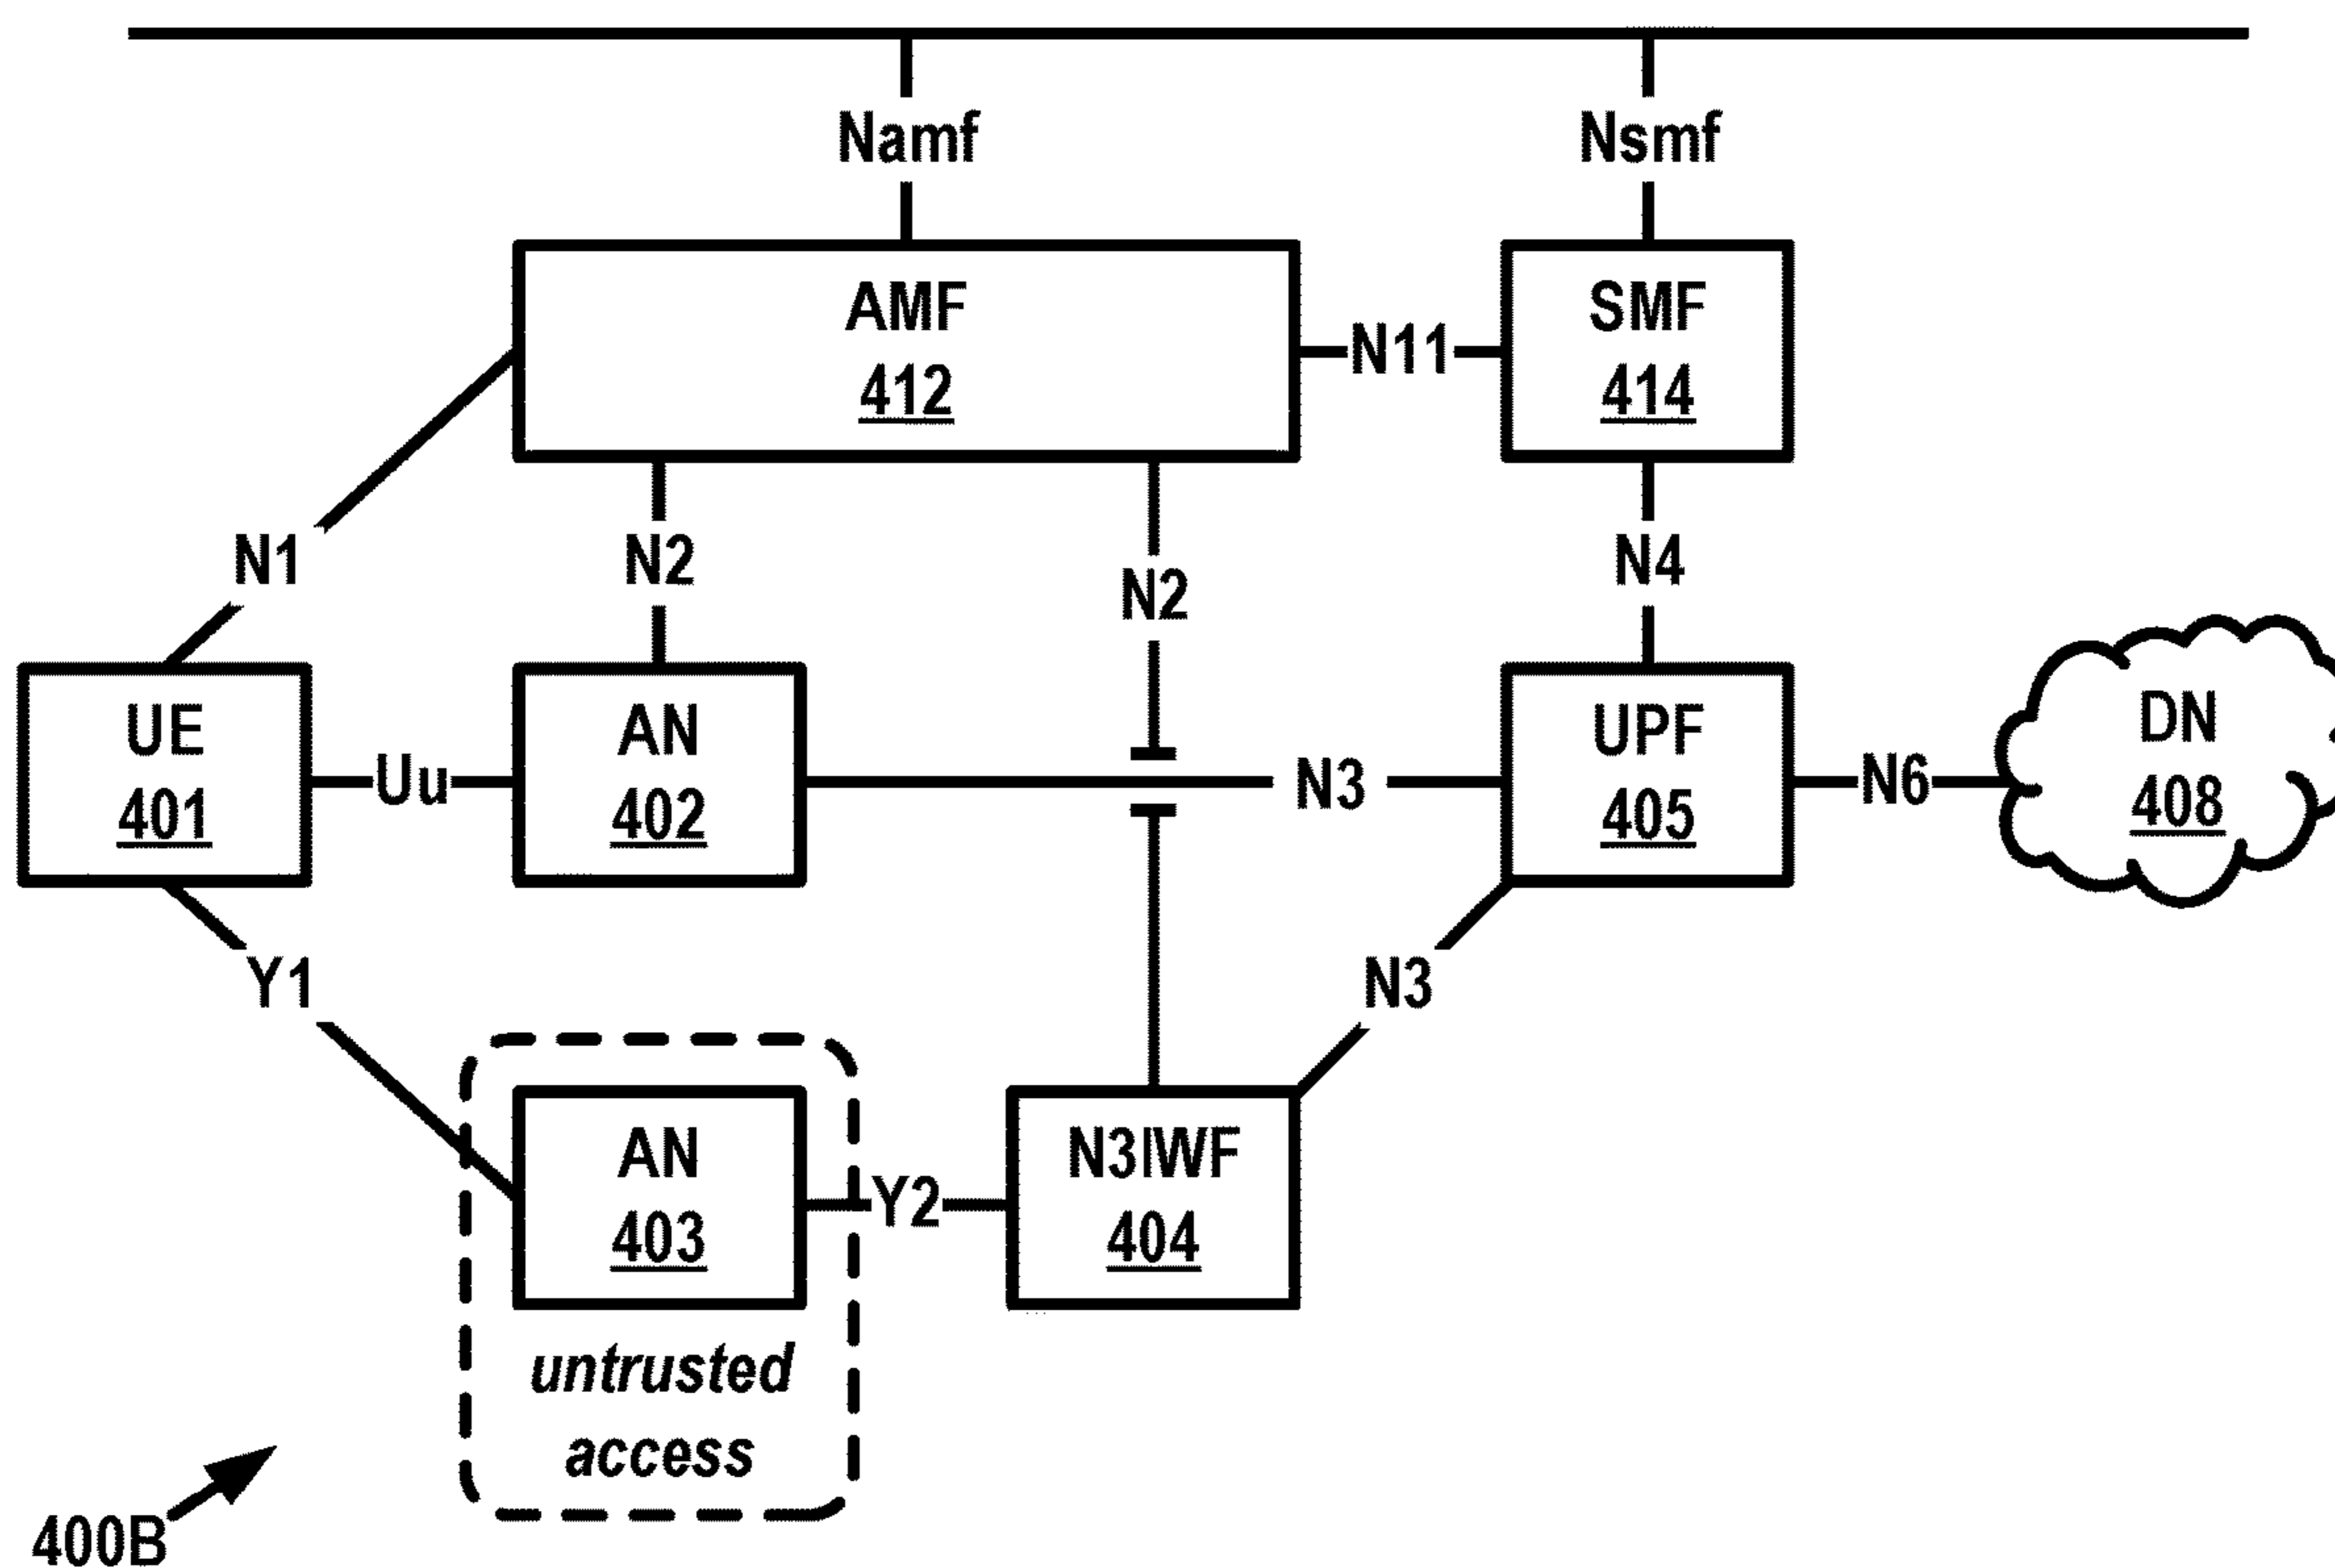 Namf
Nsmf
AMF
412
N11
SMF
414
N1
N2
N2
N4
UE
401
Uu
AN
402
N3
UPF
405
N6
DN
408
Y1
N3
AN
403
Y2
N3IWF
404
untrusted
access
400B